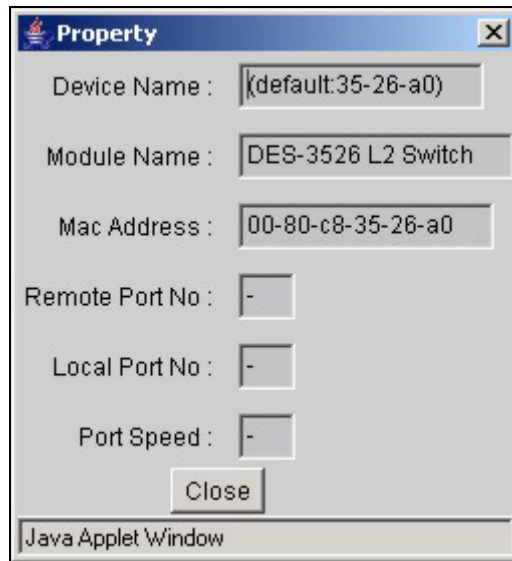 Property
Device Name : (default:35-26-a0)
Module Name : DES-3526 L2 Switch
Mac Address : 00-80-c8-35-26-a0
Remote Port No : -
Local Port No : -
Port Speed : -
Close
Java Applet Window